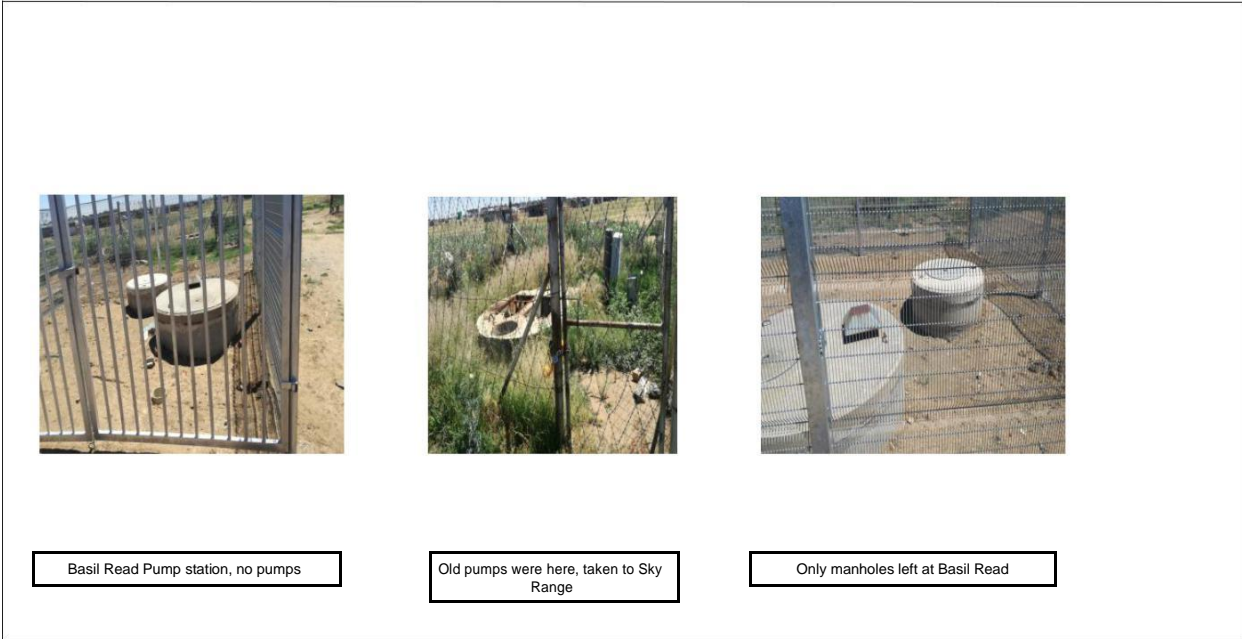 Basil Read Pump station, no pumps
Old pumps were here, taken to Sky
Range
Only manholes left at Basil Read